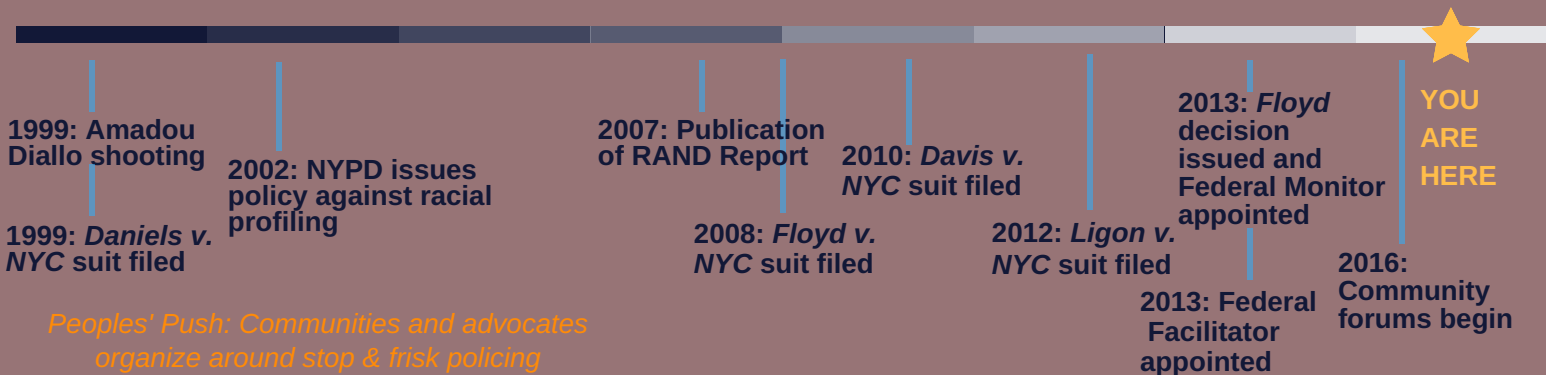 1999: Amadou
Diallo shooting
1999: Daniels v.
NYC suit filed
2002: NYPD issues
policy against racial
profiling
2007: Publication
of RAND Report
2008: Floyd v.
NYC suit filed
2010: Davis v.
NYC suit filed
2012: Ligon v.
NYC suit filed
2013: Floyd
decision
issued and
Federal Monitor
appointed
2013: Federal
Facilitator
appointed
2016:
Community
forums begin
YOU
ARE
HERE
Peoples' Push: Communities and advocates
organize around stop & frisk policing